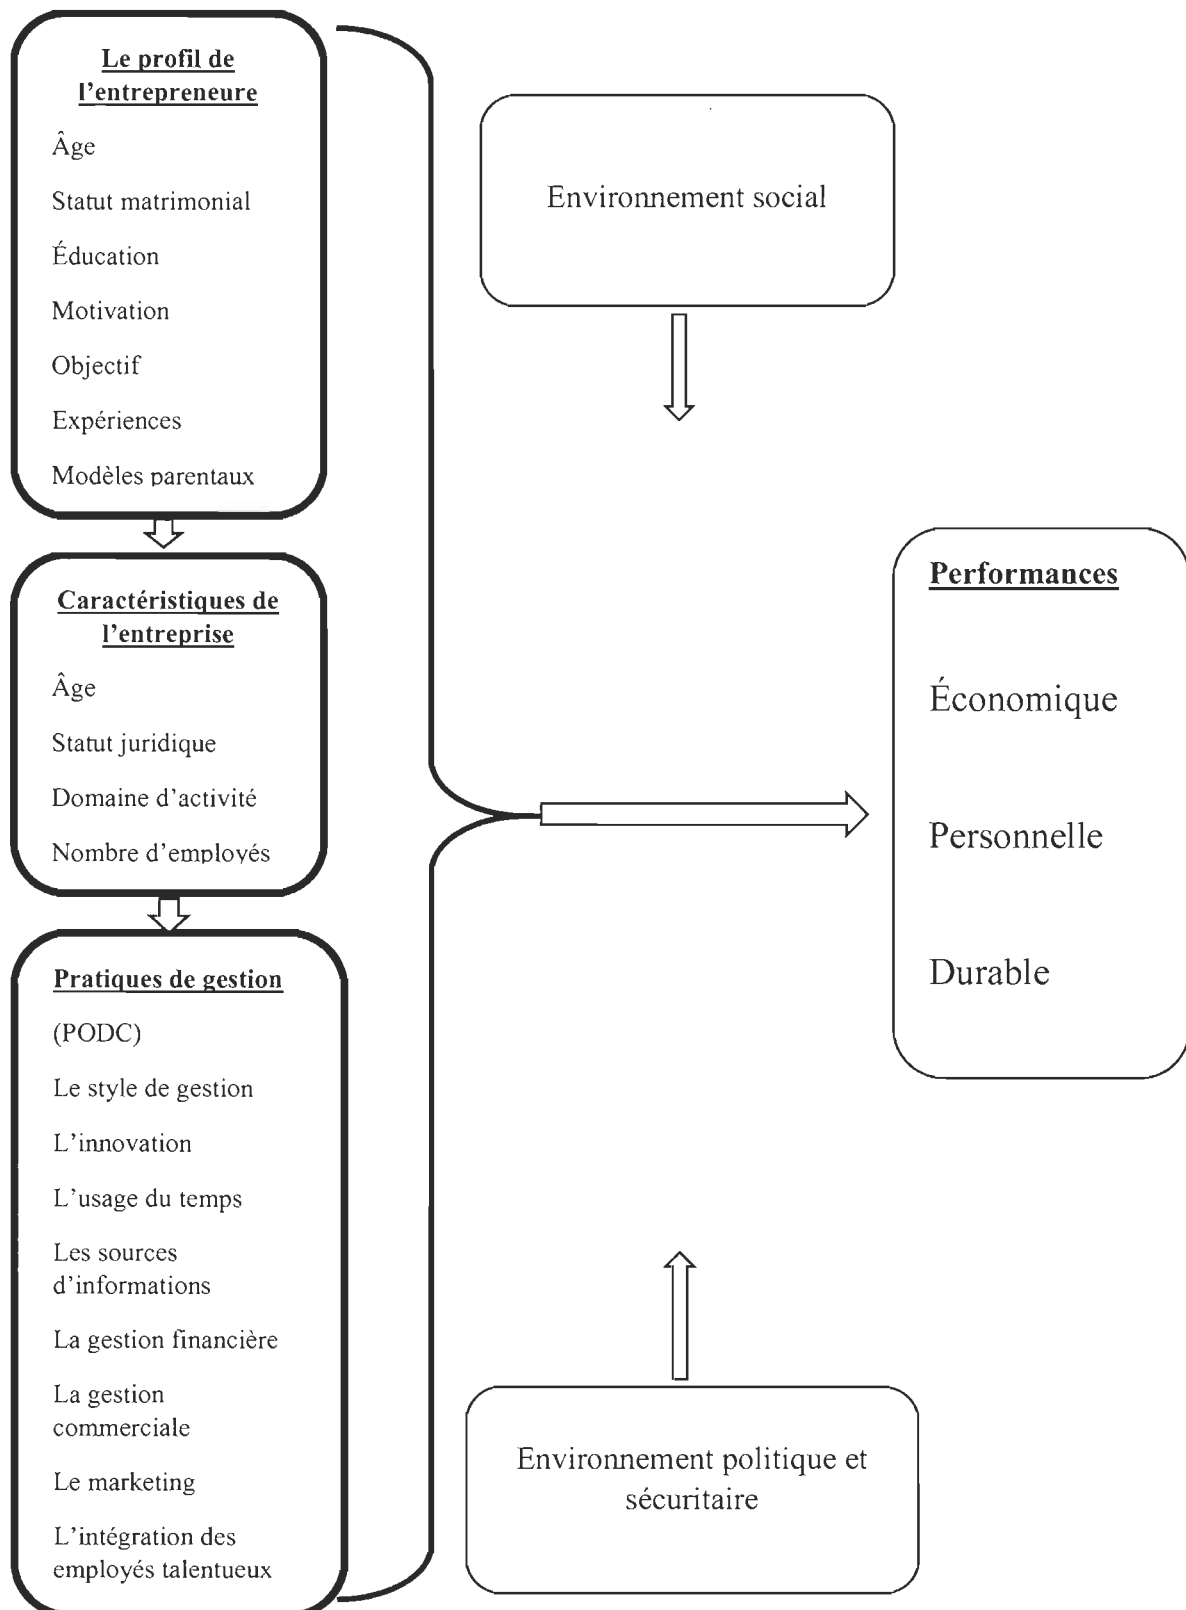 Le profil de
l'entrepreneure
Âge
Statut matrimonial
Éducation
Motivation
Objectif
Expériences
Modèles parentaux
Caractéristiques de
l'entreprise
Âge
Statut juridique
Domaine d'activité
Nombre d'employés
Pratiques de gestion
(PODC)
Le style de gestion
L'innovation
L'usage du temps
Les sources
d'informations
La gestion financière
La gestion
commerciale
Le marketing
L'intégration des
employés talentueux
Environnement social
Environnement politique et
sécuritaire
Performances
Économique
Personnelle
Durable